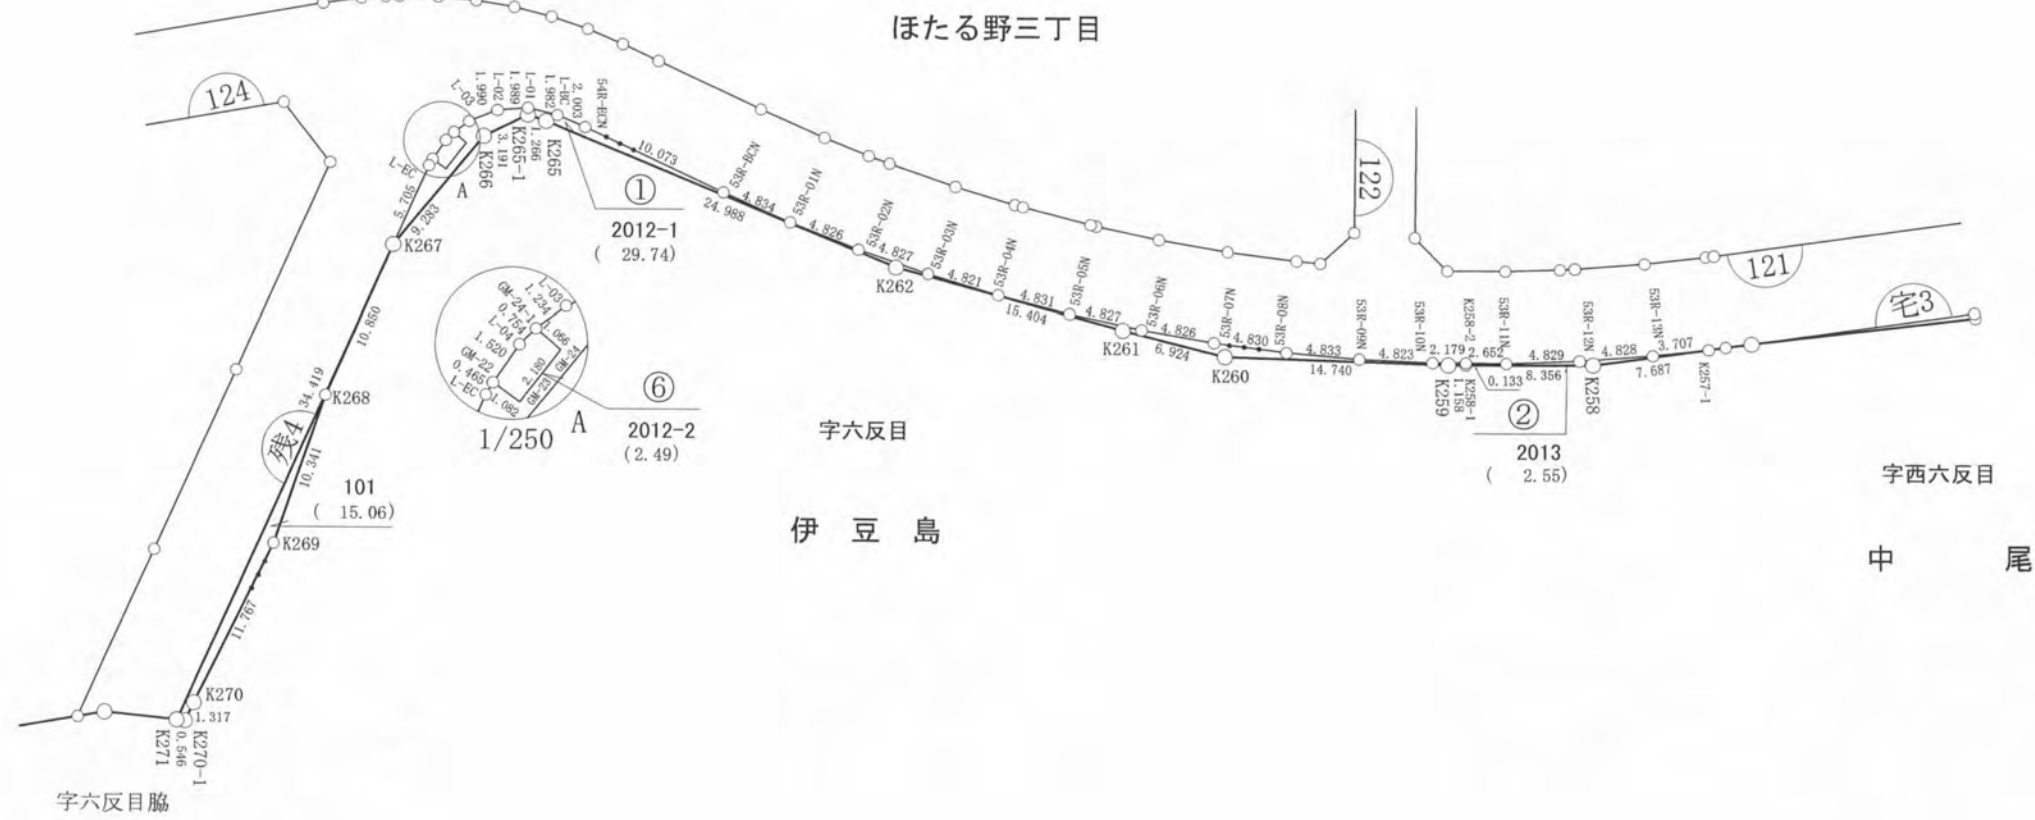 ほたる野三丁目
124
L-03
1.990
L-02
1.989
L-01
1.982
L-BC
2.003
54R-ECN
10.073
53R-BCN
4.834
53R-01N
4.826
53R-02N
4.827
53R-03N
4.821
53R-04N
4.831
53R-05N
4.827
53R-06N
4.826
53R-07N
4.830
53R-08N
4.833
53R-09N
4.823
53R-10N
2.179
K258-2
2.652
53R-11N
4.829
53R-12N
4.828
53R-13N
3.707
K257-1
122
121
宅3
L-EC
A
5.705
9.283
K267
K266
3.191
K265-1
1.266
K265
①
2012-1
( 29.74)
24.988
K262
15.404
K261
6.924
K260
14.740
K259
1.158
K258-1
0.133
8.356
K258
7.687
②
2013
( 2.55)
10.850
34.419
K268
残4
10.341
101
( 15.06)
K269
11.767
K270
1.317
K271
0.546
K270-1
L-03
1.234
GM-24-1
0.754
L-04
1.520
GM-22
0.465
L-EC
1.082
GM-23
2.180
GM-24
1.066
1/250
A
⑥
2012-2
(2.49)
字六反目
伊豆島
字西六反目
中尾
字六反目脇